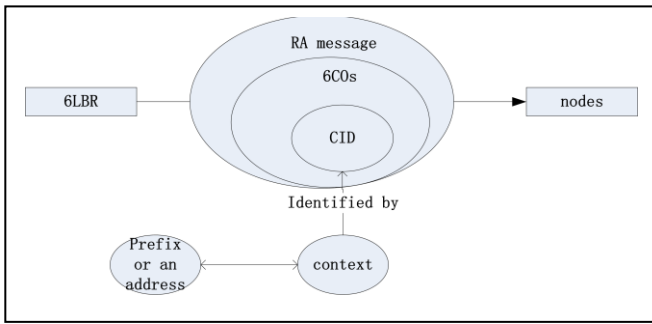 RA message
6COs
6LBR
nodes
CID
Identified by
Prefix
or an
address
context